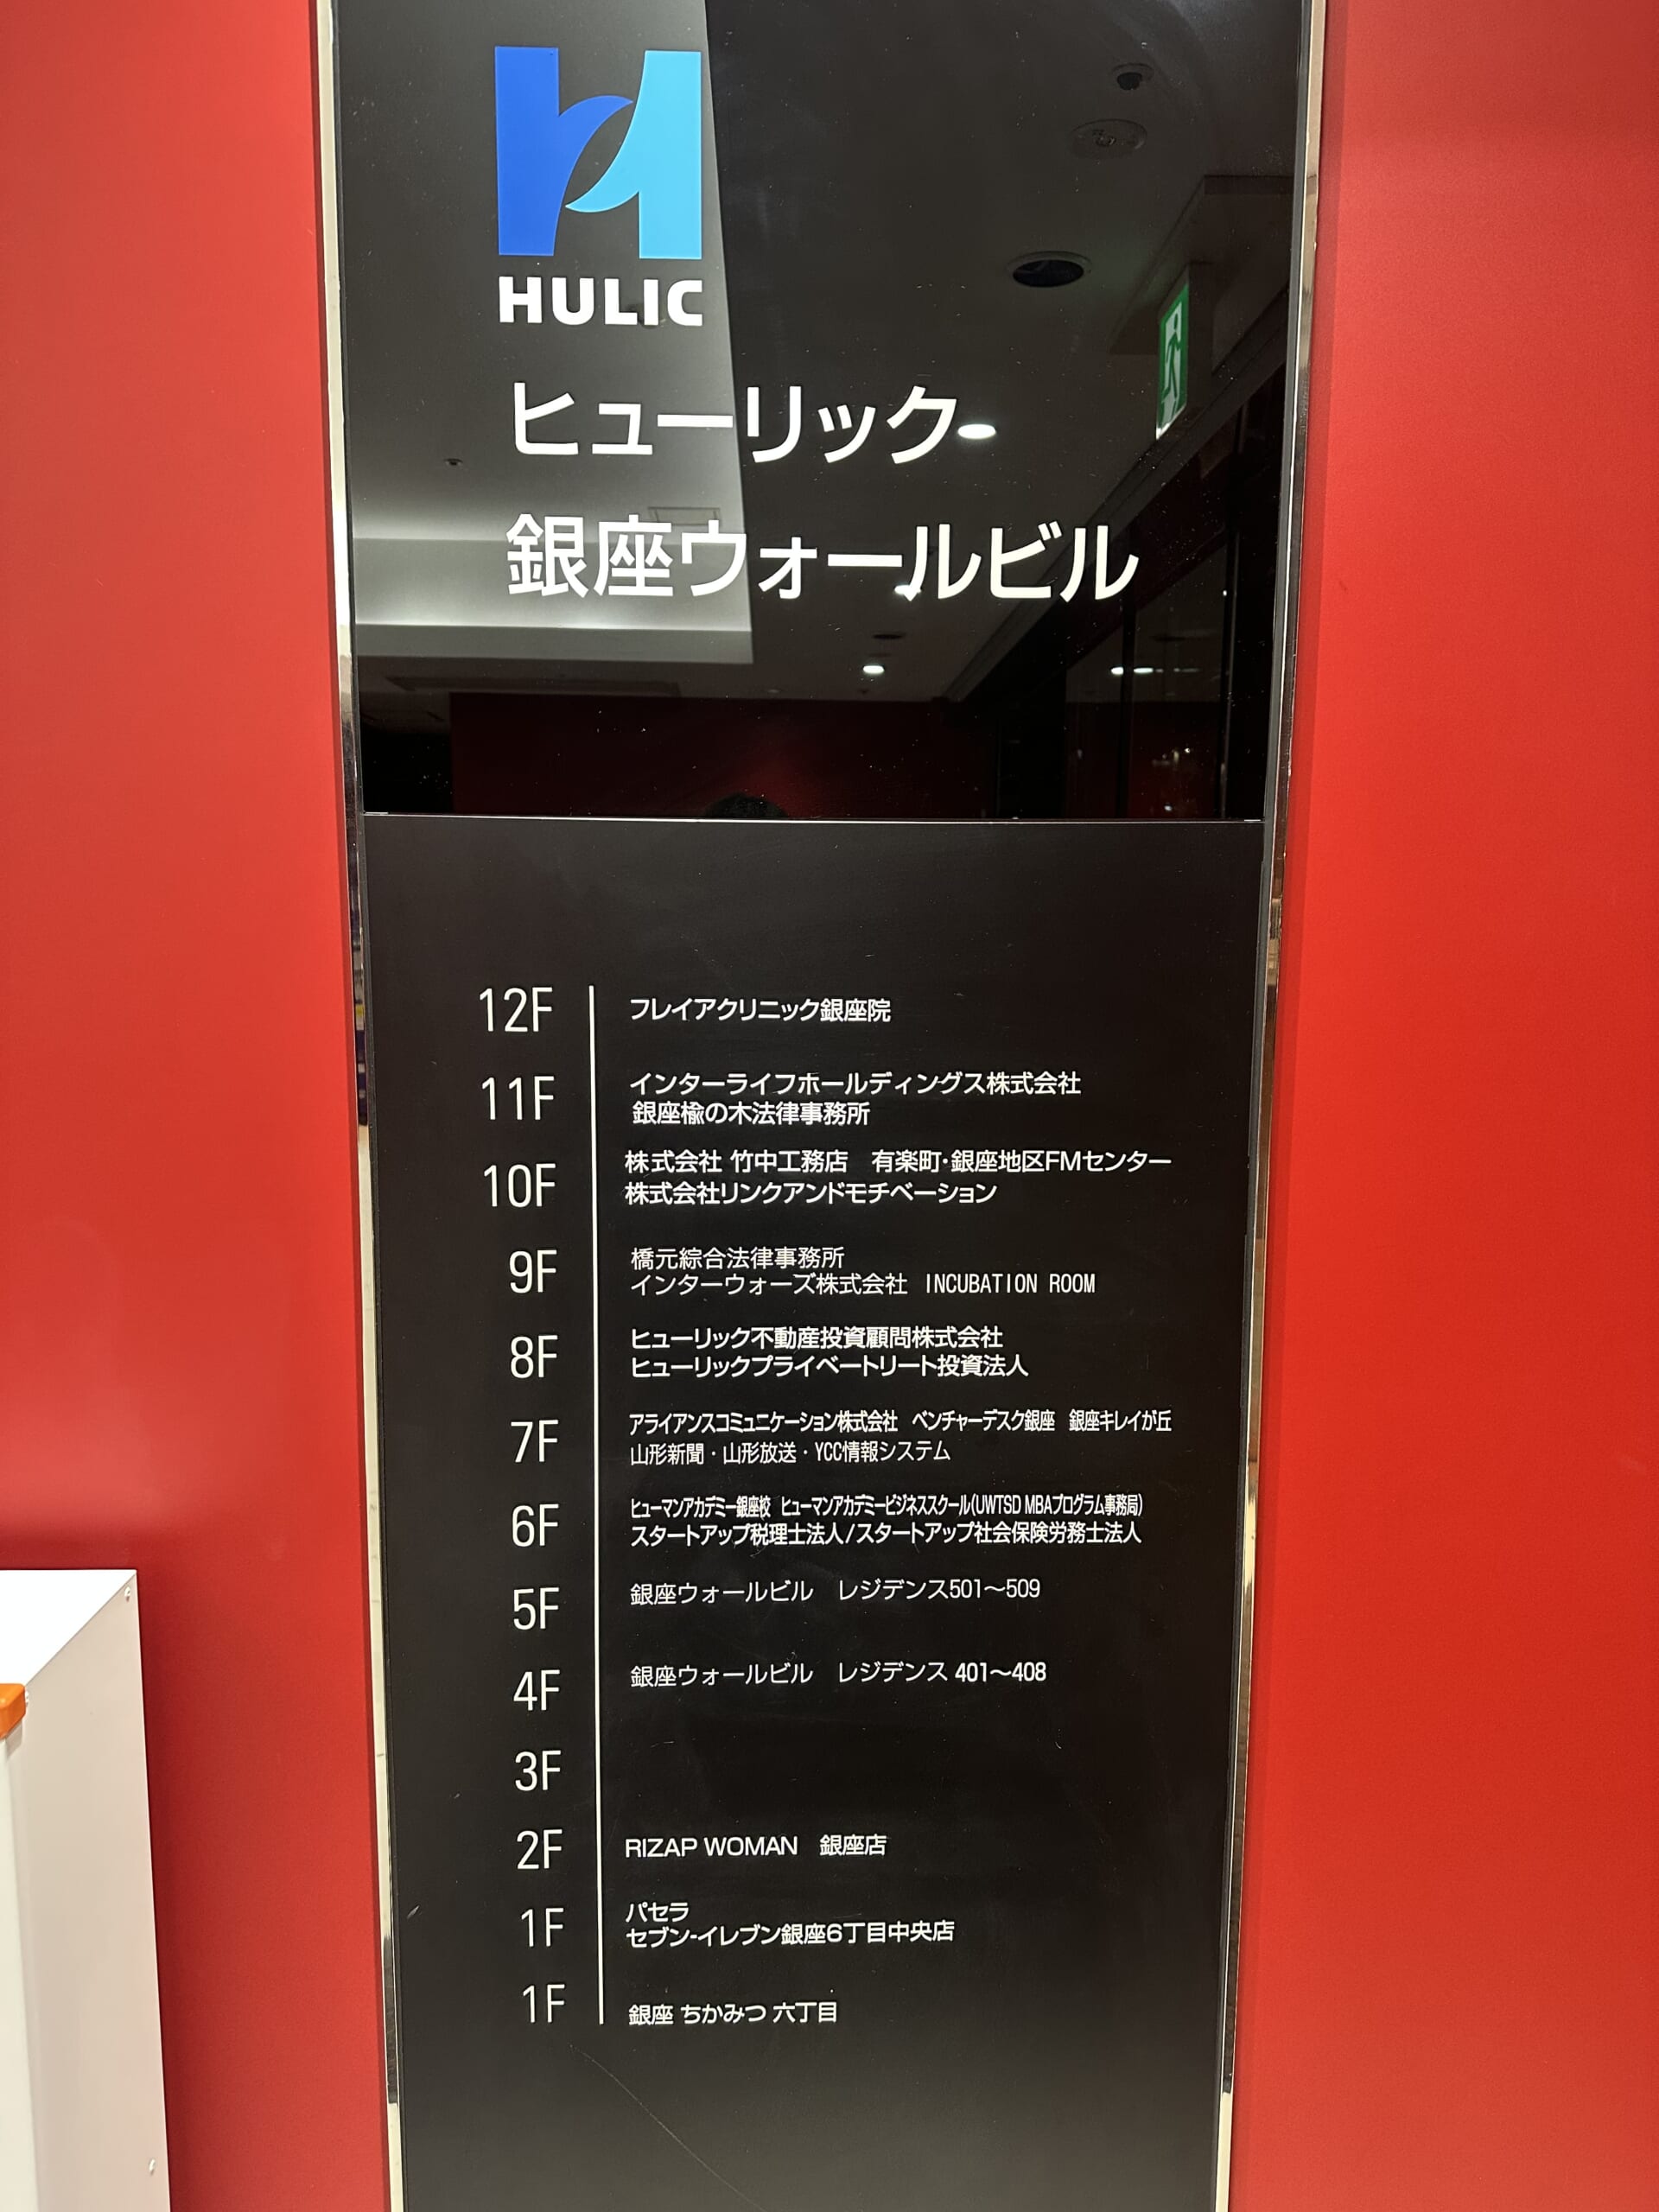 HULIC
ヒューリック
銀座ウォールビル
12F フレイアクリニック銀座院
11F インターライフホールディングス株式会社
銀座楡の木法律事務所
10F 株式会社 竹中工務店 有楽町・銀座地区FMセンター
株式会社リンクアンドモチベーション
9F 橋元綜合法律事務所
インターウォーズ株式会社 INCUBATION ROOM
8F ヒューリック不動産投資顧問株式会社
ヒューリックプライベートリート投資法人
7F アライアンスコミュニケーション株式会社 ベンチャーデスク銀座 銀座キレイが丘
山形新聞・山形放送・YCC情報システム
6F ヒューマンアカデミー銀座校 ヒューマンアカデミービジネススクール(UWTSD MBAプログラム事務局)
スタートアップ税理士法人/スタートアップ社会保険労務士法人
5F 銀座ウォールビル レジデンス501〜509
4F 銀座ウォールビル レジデンス 401〜408
3F
2F RIZAP WOMAN 銀座店
1F パセラ
セブン-イレブン銀座6丁目中央店
1F 銀座 ちかみつ 六丁目